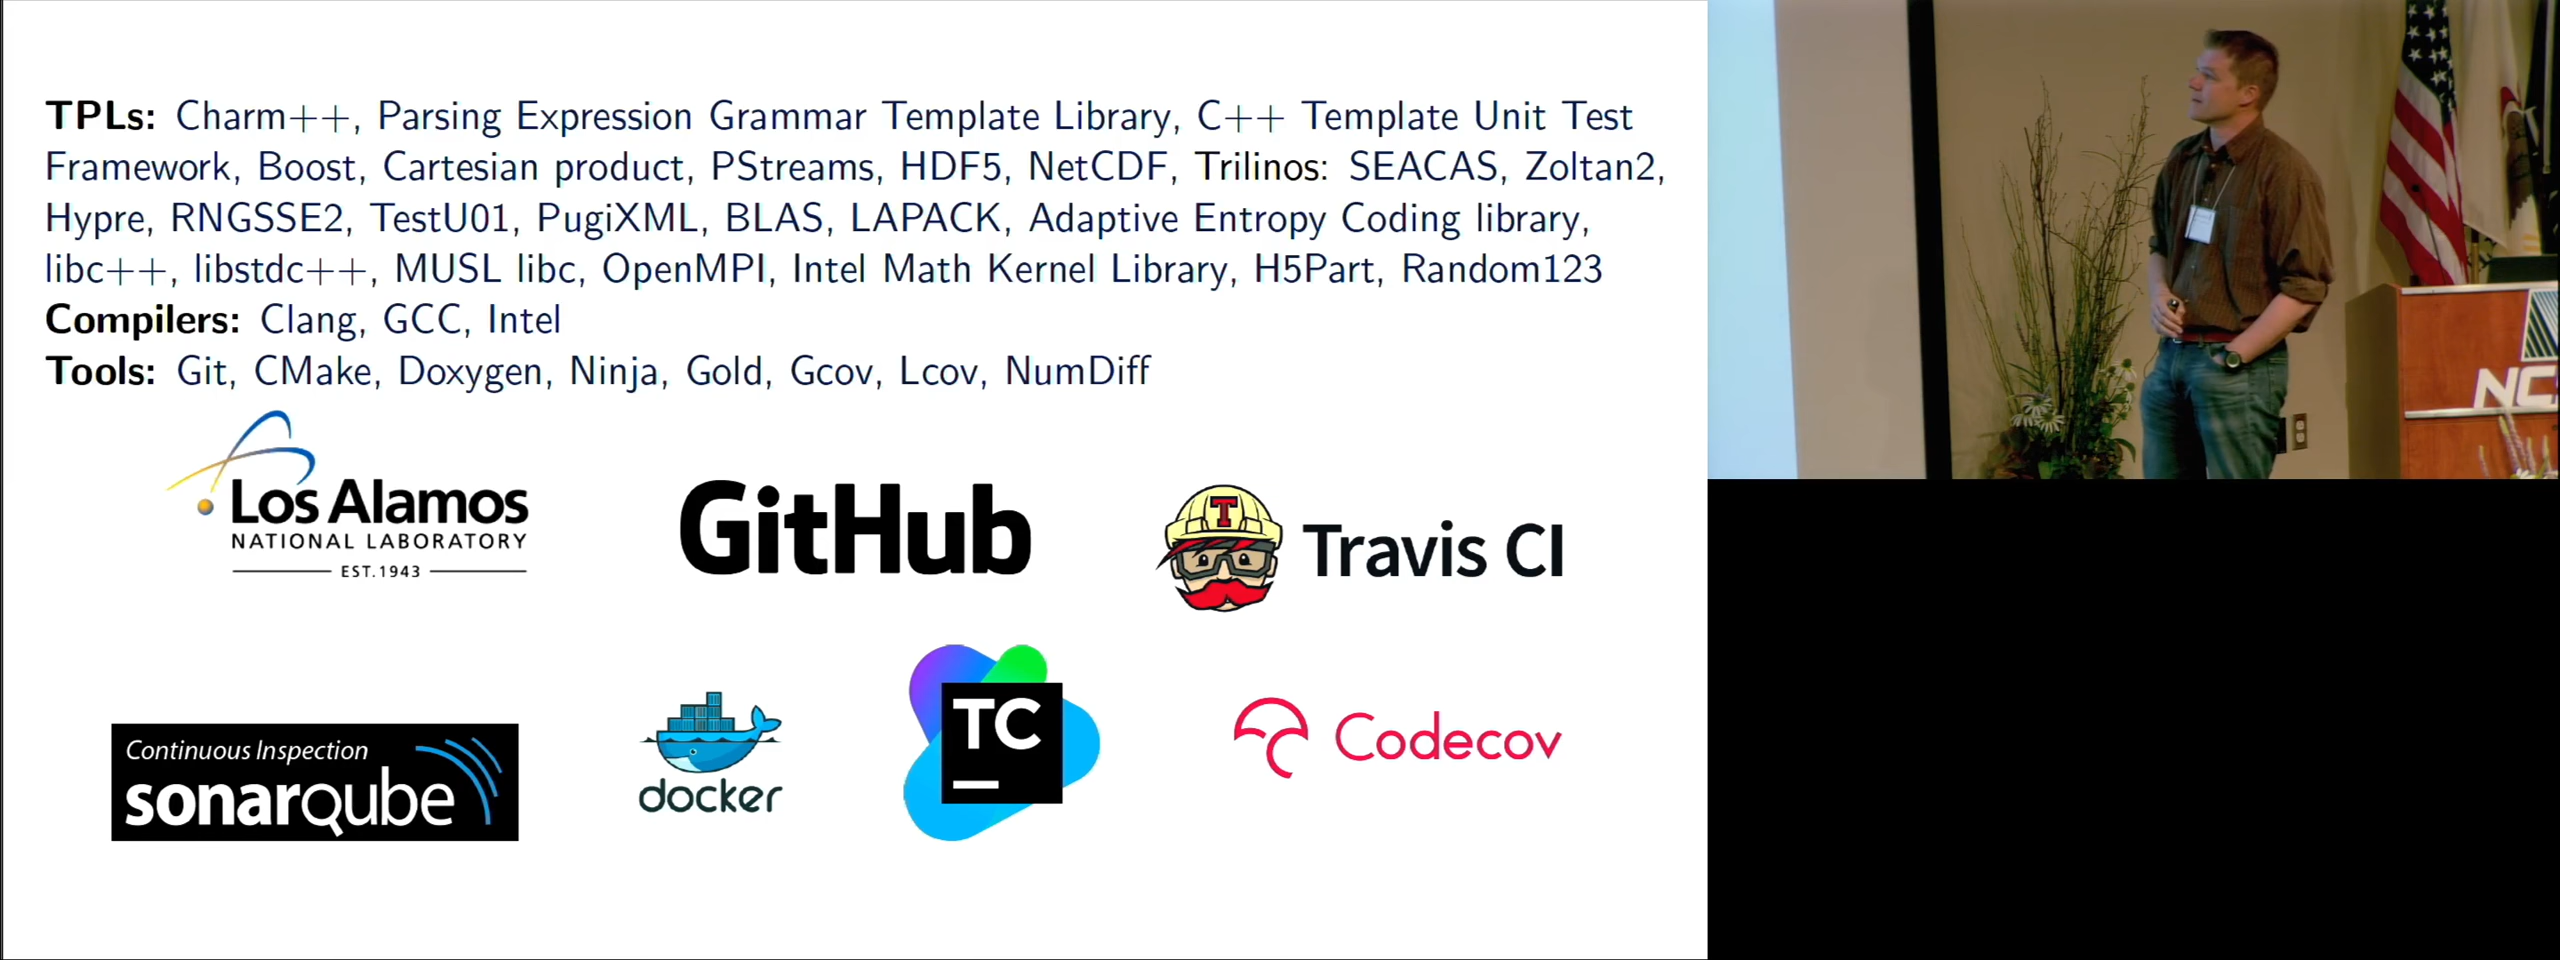 TPLs: Charm++, Parsing Expression Grammar Template Library, C++ Template Unit Test
Framework, Boost, Cartesian product, PStreams, HDF5, NetCDF, Trilinos: SEACAS, Zoltan2,
Hypre, RNGSSE2, TestU01, PugiXML, BLAS, LAPACK, Adaptive Entropy Coding library,
libc++, libstdc++, MUSL libc, OpenMPI, Intel Math Kernel Library, H5Part, Random123
Compilers: Clang, GCC, Intel
Tools: Git, CMake, Doxygen, Ninja, Gold, Gcov, Lcov, NumDiff
Los Alamos
NATIONAL LABORATORY
EST.1943
GitHub
T
Travis CI
Continuous Inspection
sonarqube
docker
TC
Codecov
NC